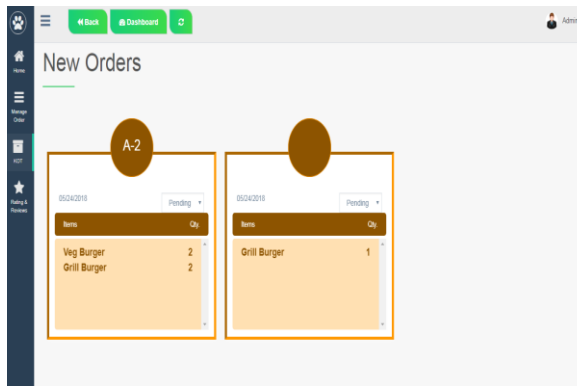 Back
Dashboard
Admin
Home
Manage
Order
KOT
Rating &
Reviews
New Orders
A-2
05/24/2018
Pending
Items
Qty.
Veg Burger 2
Grill Burger 2
05/24/2018
Pending
Items
Qty.
Grill Burger 1